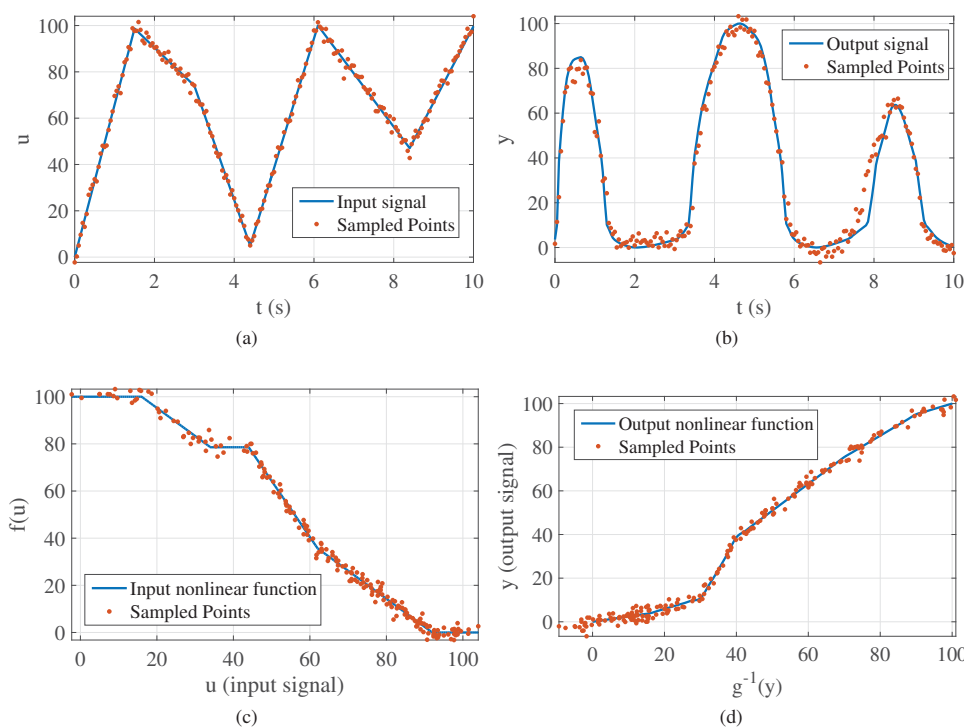 100
80
60
40
20
0
u
Input signal
Sampled Points
0 2 4 6 8 10
t (s)
(a)
100
80
60
40
20
0
y
Output signal
Sampled Points
0 2 4 6 8 10
t (s)
(b)
100
80
60
40
20
0
f(u)
Input nonlinear function
Sampled Points
0 20 40 60 80 100
u (input signal)
(c)
100
80
60
40
20
0
y (output signal)
Output nonlinear function
Sampled Points
0 20 40 60 80 100
g⁻¹(y)
(d)